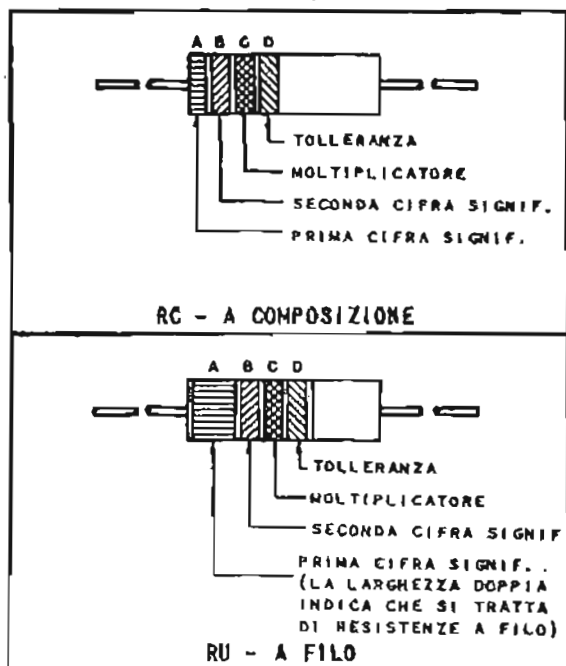 A B C D
TOLLERANZA
MOLTIPLICATORE
SECONDA CIFRA SIGNIF.
PRIMA CIFRA SIGNIF.
RC - A COMPOSIZIONE
A B C D
TOLLERANZA
MOLTIPLICATORE
SECONDA CIFRA SIGNIF
PRIMA CIFRA SIGNIF..
(LA LARGHEZZA DOPPIA
INDICA CHE SI TRATTA
DI RESISTENZE A FILO)
RU - A FILO